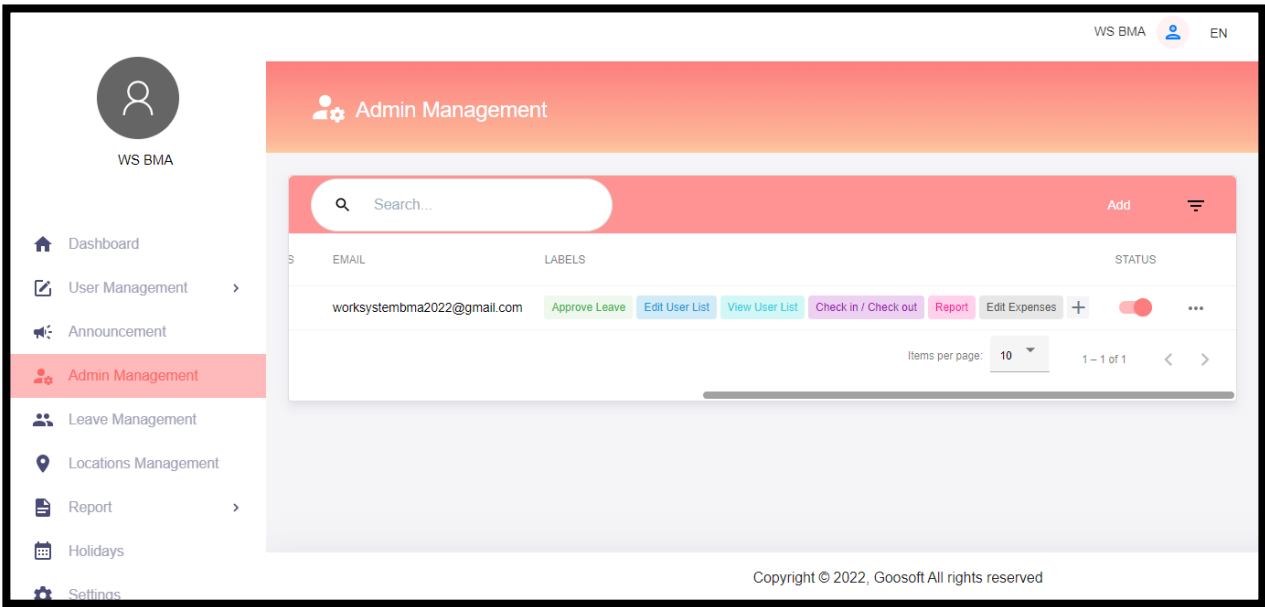 WS BMA EN
WS BMA
Dashboard
User Management
Announcement
Admin Management
Leave Management
Locations Management
Report
Holidays
Settings
Admin Management
Search...
Add
S EMAIL LABELS STATUS
worksystembma2022@gmail.com Approve Leave Edit User List View User List Check in / Check out Report Edit Expenses
Items per page: 10 1 – 1 of 1
Copyright © 2022, Goosoft All rights reserved